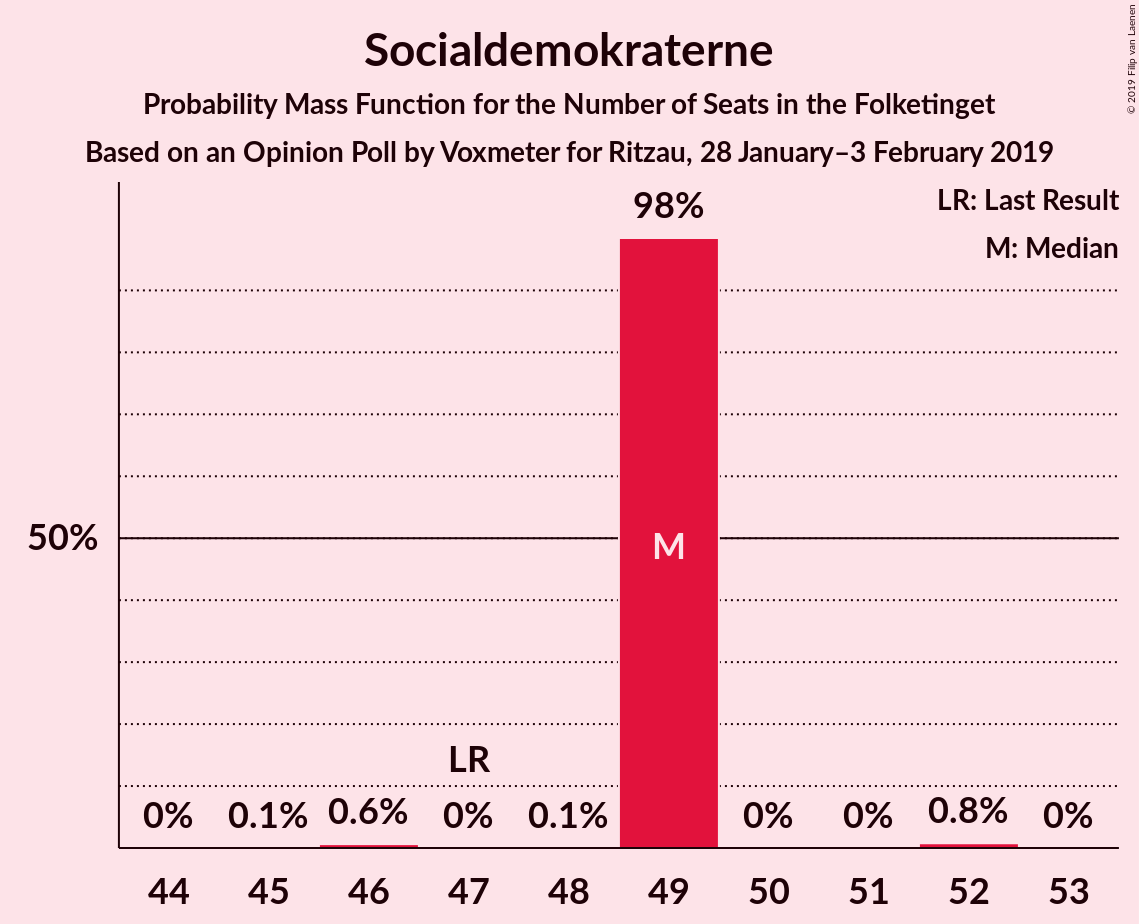 Socialdemokraterne
Probability Mass Function for the Number of Seats in the Folketinget
Based on an Opinion Poll by Voxmeter for Ritzau, 28 January–3 February 2019
© 2019 Filip van Laenen
LR: Last Result
M: Median
98%
50%
M
LR
0% 0.1% 0.6% 0% 0.1% 0% 0% 0.8% 0%
44 45 46 47 48 49 50 51 52 53